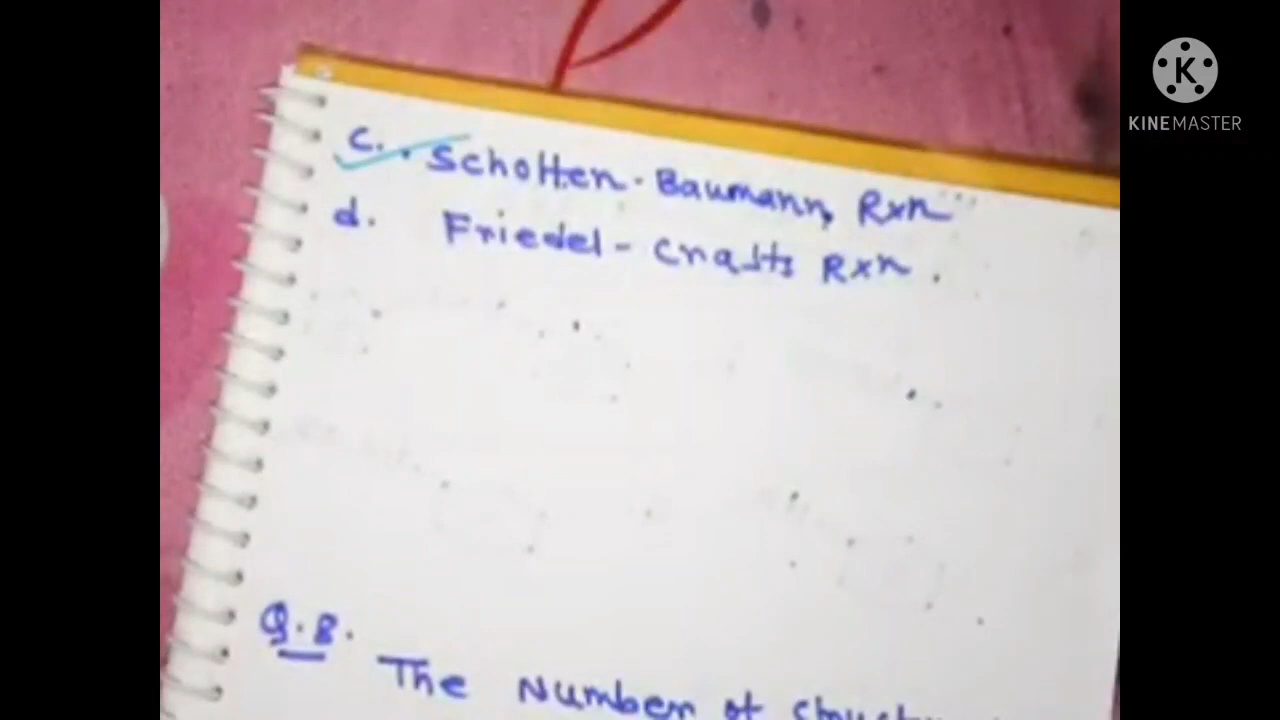 c. Schotten-Baumann Rxn
d. Friedel-Crafts Rxn.
Q.8.
The Number of
KINEMASTER